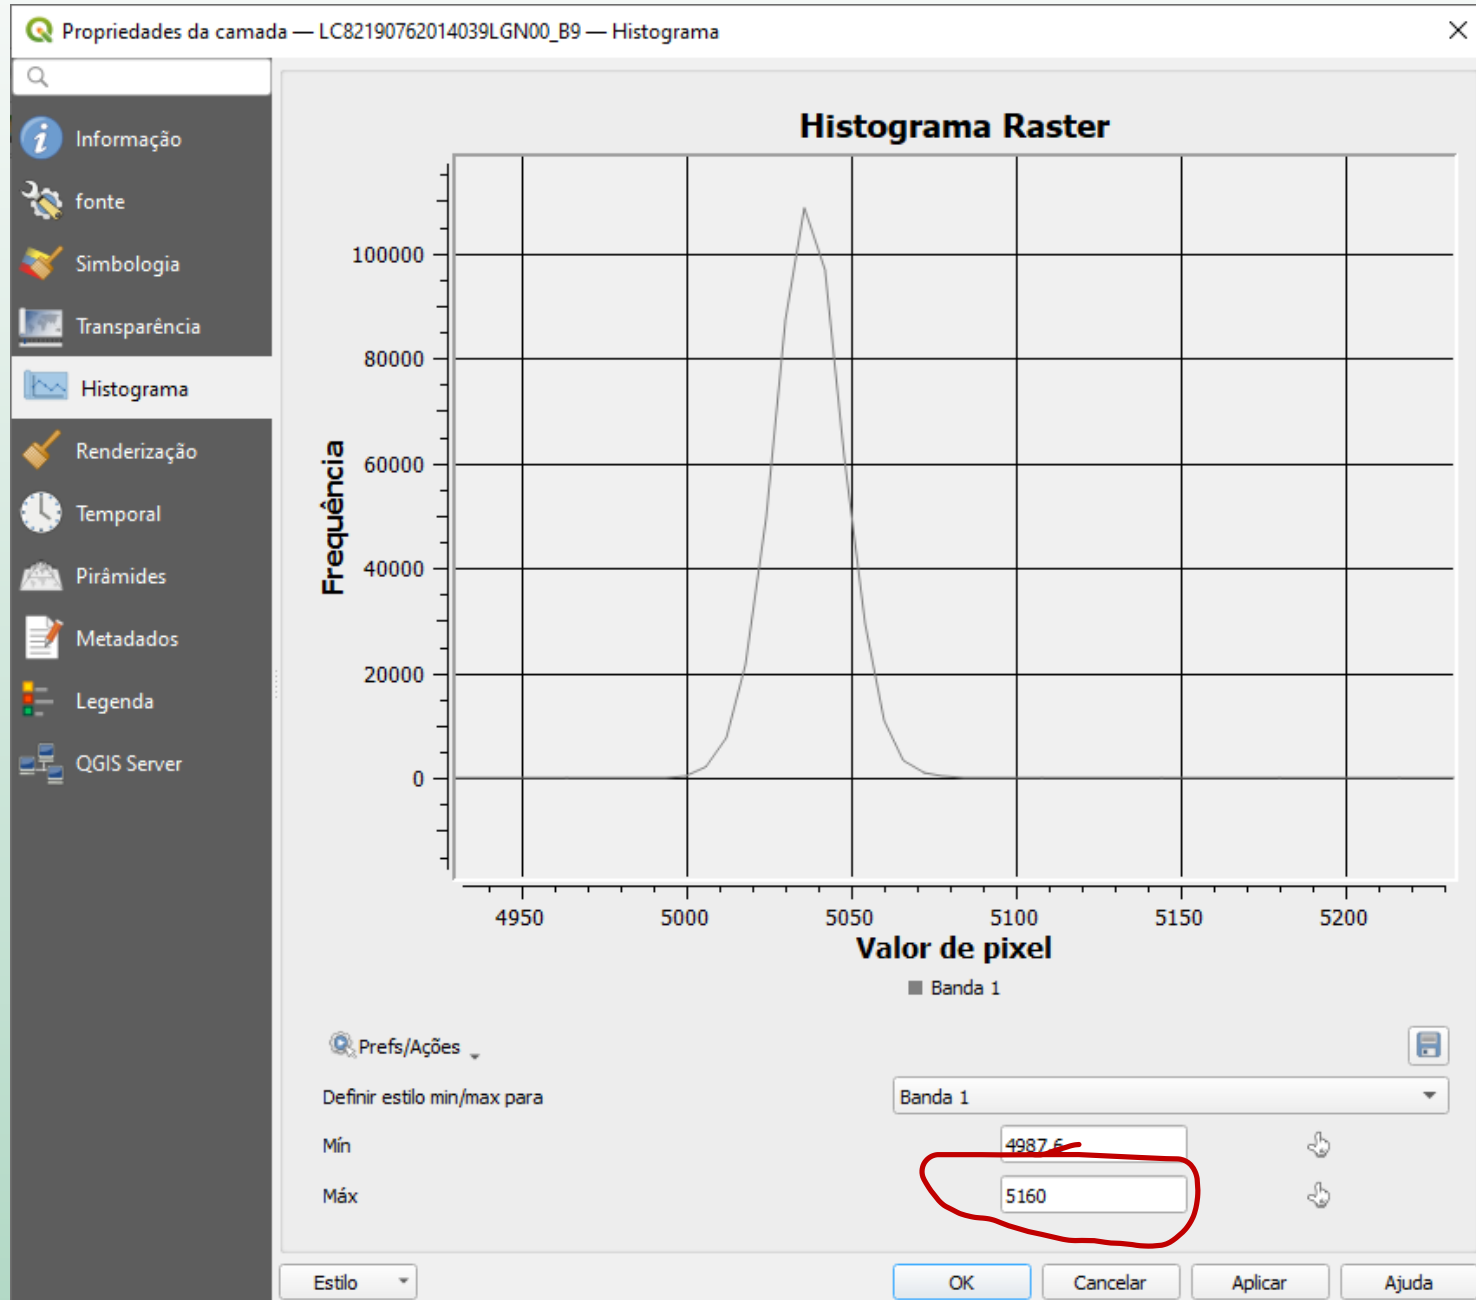 Propriedades da camada — LC82190762014039LGN00_B9 — Histograma
Informação
fonte
Simbologia
Transparência
Histograma
Renderização
Temporal
Pirâmides
Metadados
Legenda
QGIS Server
Histograma Raster
Frequência
100000
80000
60000
40000
20000
0
4950 5000 5050 5100 5150 5200
Valor de pixel
Banda 1
Prefs/Ações
Definir estilo min/max para Banda 1
Mín 4987,6
Máx 5160
Estilo OK Cancelar Aplicar Ajuda